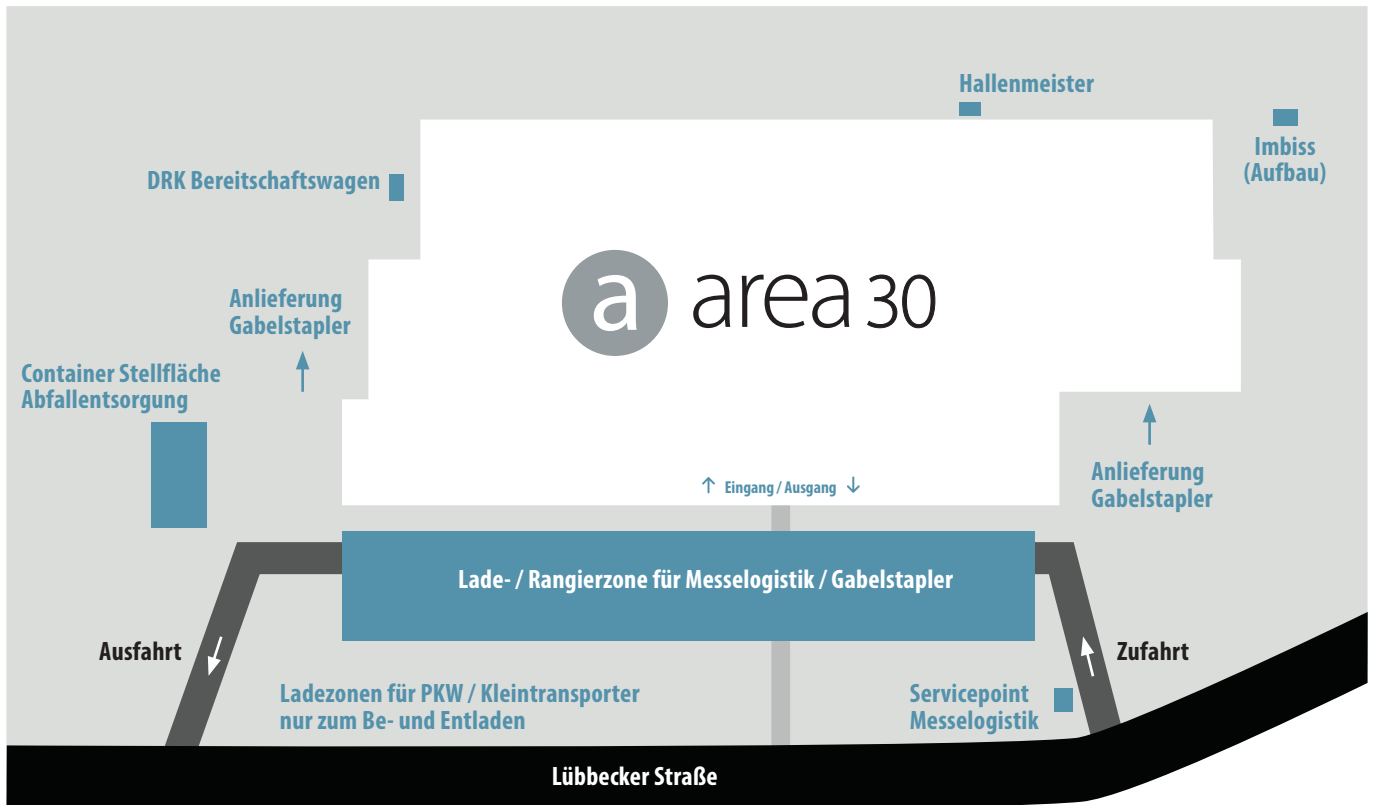 Hallenmeister
Imbiss
(Aufbau)
DRK Bereitschaftswagen
a area 30
Anlieferung
Gabelstapler
Container Stellfläche
Abfallentsorgung
Anlieferung
Gabelstapler
Eingang / Ausgang
Lade- / Rangierzone für Messelogistik / Gabelstapler
Ausfahrt
Zufahrt
Ladezonen für PKW / Kleintransporter
nur zum Be- und Entladen
Servicepoint
Messelogistik
Lübbecker Straße